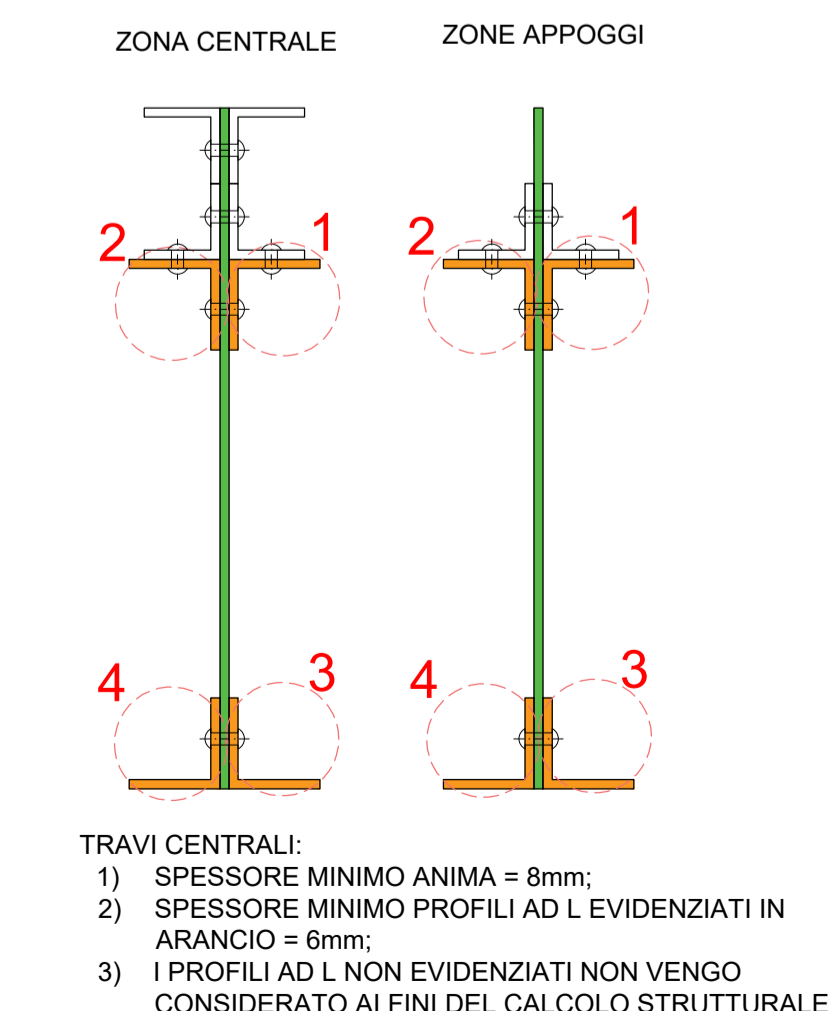 ZONA CENTRALE
ZONE APPOGGI
2
1
2
1
4
3
4
3
TRAVI CENTRALI:
1) SPESSORE MINIMO ANIMA = 8mm;
2) SPESSORE MINIMO PROFILI AD L EVIDENZIATI IN
ARANCIO = 6mm;
3) I PROFILI AD L NON EVIDENZIATI NON VENGO
CONSIDERATO AI FINI DEL CALCOLO STRUTTURALE